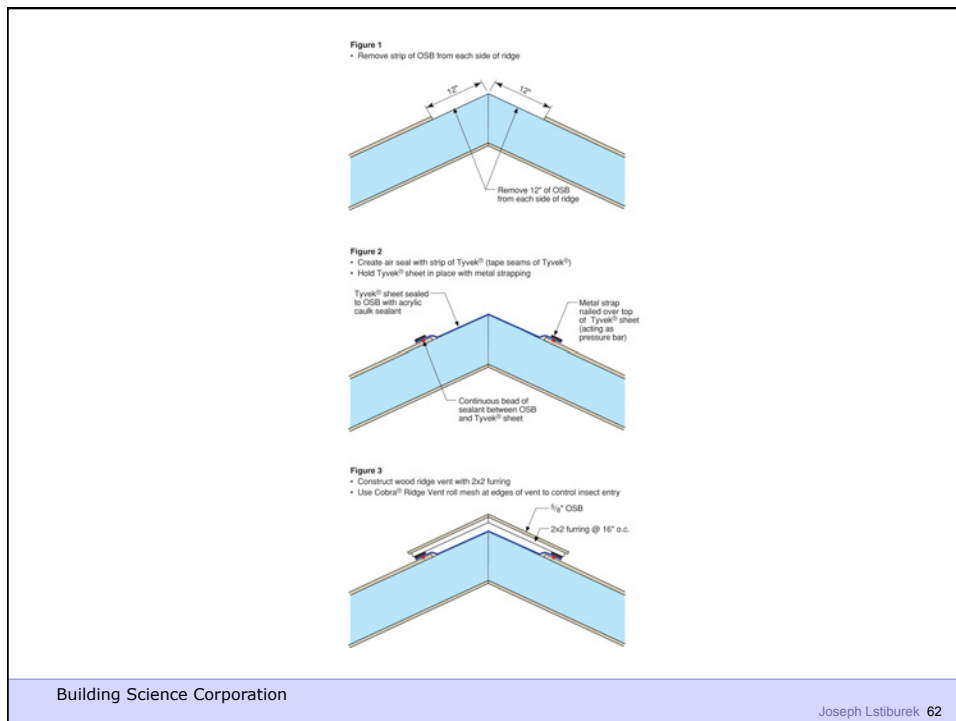 Figure 1
• Remove strip of OSB from each side of ridge
12" 12"
Remove 12" of OSB
from each side of ridge
Figure 2
• Create air seal with strip of Tyvek® (tape seams of Tyvek®)
• Hold Tyvek® sheet in place with metal strapping
Tyvek® sheet sealed
to OSB with acrylic
caulk sealant
Metal strap
nailed over top
of Tyvek® sheet
(acting as
pressure bar)
Continuous bead of
sealant between OSB
and Tyvek® sheet
Figure 3
• Construct wood ridge vent with 2x2 furring
• Use Cobra® Ridge Vent roll mesh at edges of vent to control insect entry
5/8" OSB
2x2 furring @ 16" o.c.
Building Science Corporation
Joseph Lstiburek 62